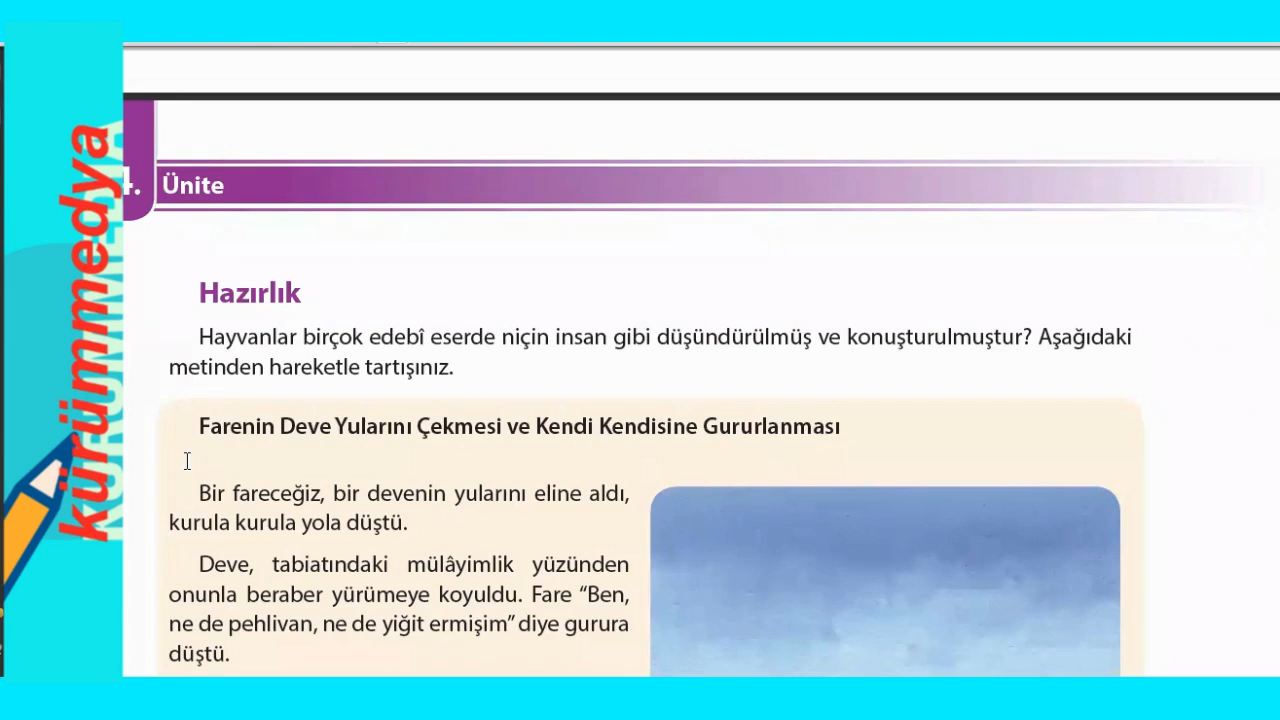 kürümmedya
4.
Ünite
Hazırlık
Hayvanlar birçok edebî eserde niçin insan gibi düşündürülmüş ve konuşturulmuştur? Aşağıdaki
metinden hareketle tartışınız.
Farenin Deve Yularını Çekmesi ve Kendi Kendisine Gururlanması
Bir fareceğiz, bir devenin yularını eline aldı,
kurula kurula yola düştü.
Deve, tabiatındaki mülâyimlik yüzünden
onunla beraber yürümeye koyuldu. Fare “Ben,
ne de pehlivan, ne de yiğit ermişim” diye gurura
düştü.